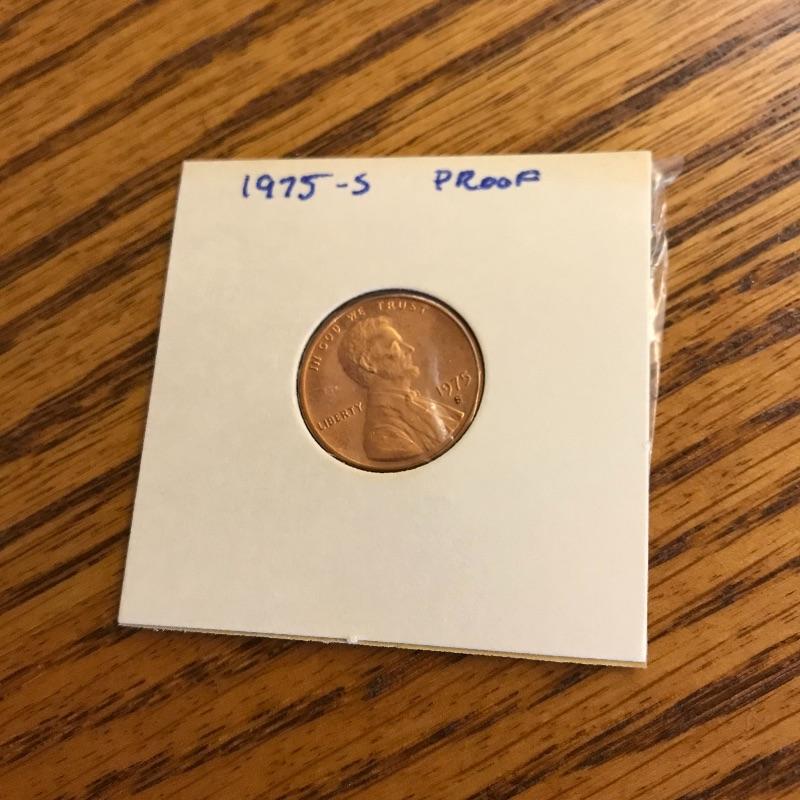 1975-S PROOF
IN GOD WE TRUST
LIBERTY
1975
S